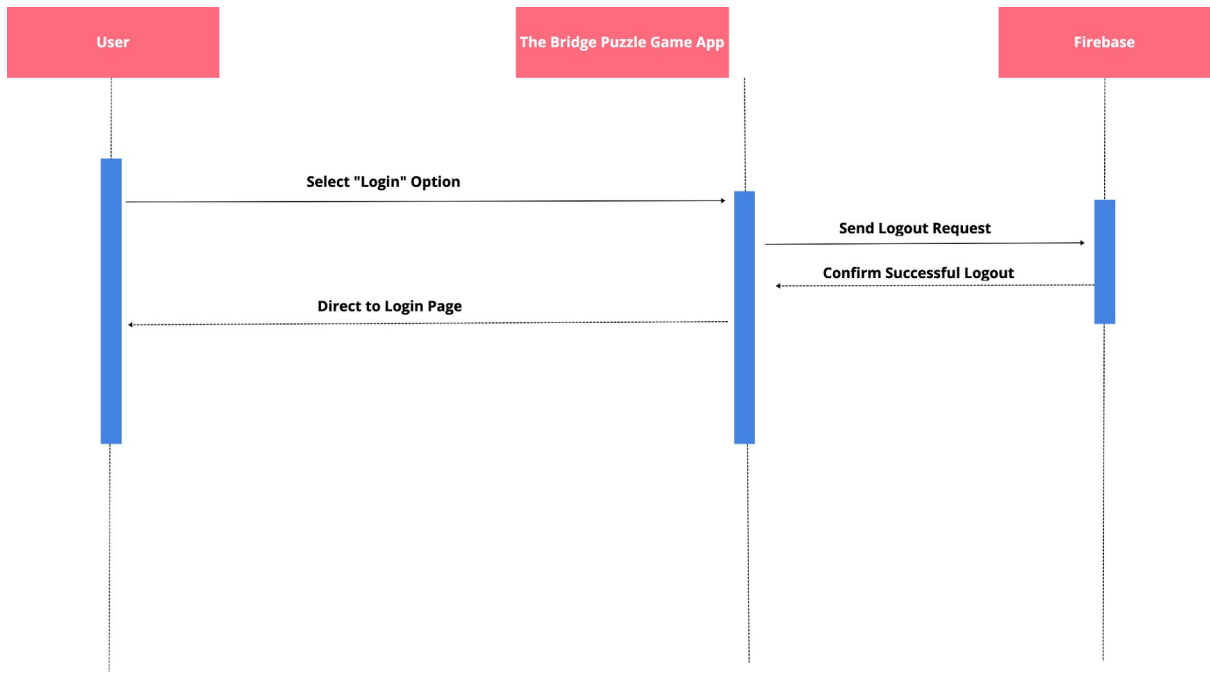 User
The Bridge Puzzle Game App
Firebase
Select "Login" Option
Send Logout Request
Confirm Successful Logout
Direct to Login Page